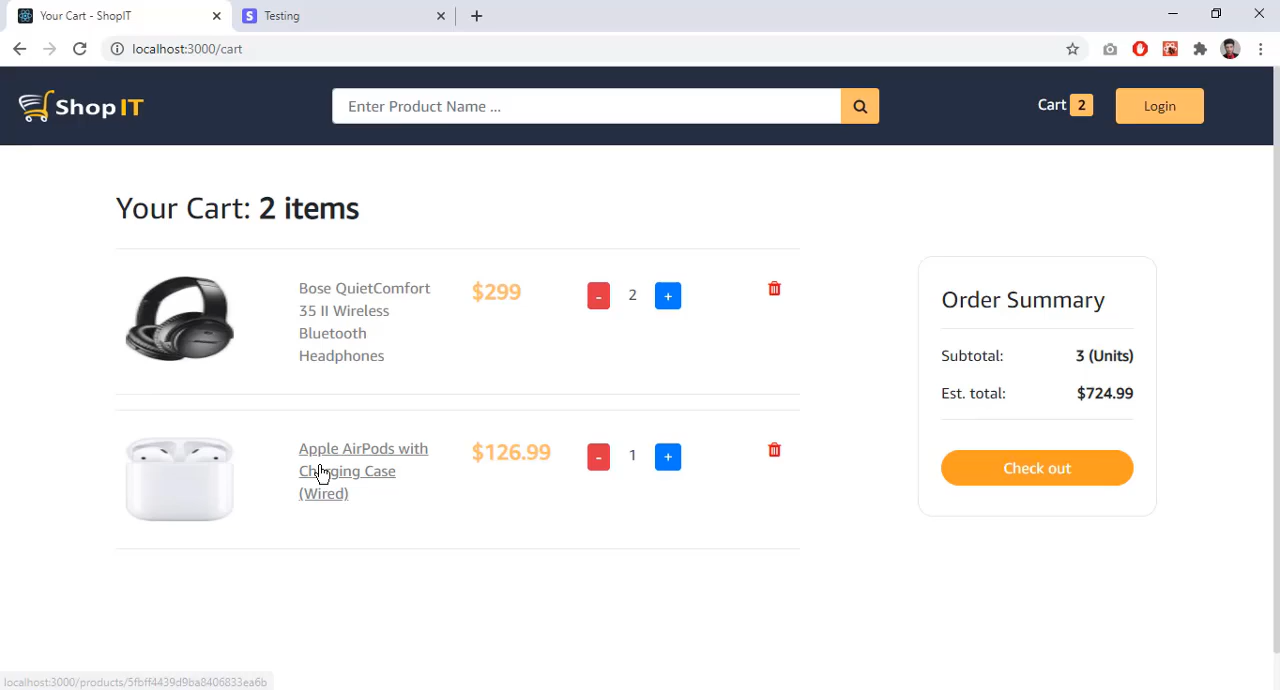 Your Cart - ShopIT
Testing
localhost:3000/cart
Shop IT
Enter Product Name ...
Cart 2
Login
Your Cart: 2 items
Bose QuietComfort
35 II Wireless
Bluetooth
Headphones
$299
- 2 +
Apple AirPods with
Charging Case
(Wired)
$126.99
- 1 +
Order Summary
Subtotal: 3 (Units)
Est. total: $724.99
Check out
localhost:3000/products/5fbff4439d9ba8406833ea6b